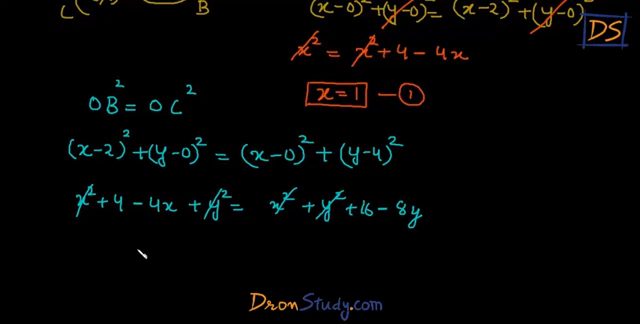 (x-0)² + (y-0)² = (x-2)² + (y-0)²
C B
x² = x² + 4 - 4x
DS
x = 1 — ①
OB² = OC²
(x-2)² + (y-0)² = (x-0)² + (y-4)²
x² + 4 - 4x + y² = x² + y² + 16 - 8y
DronStudy.com